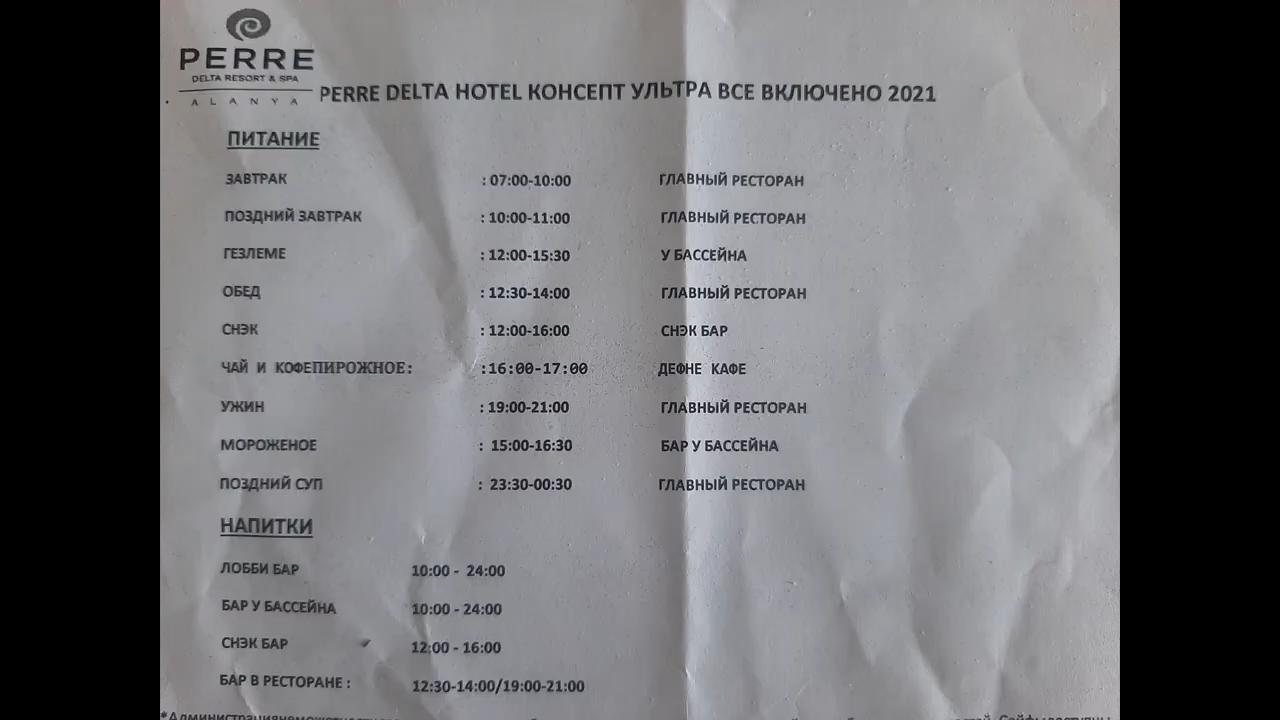 PERRE
DELTA RESORT & SPA
ALANYA
PERRE DELTA HOTEL КОНСЕПТ УЛЬТРА ВСЕ ВКЛЮЧЕНО 2021
ПИТАНИЕ
ЗАВТРАК : 07:00-10:00 ГЛАВНЫЙ РЕСТОРАН
ПОЗДНИЙ ЗАВТРАК : 10:00-11:00 ГЛАВНЫЙ РЕСТОРАН
ГЕЗЛЕМЕ : 12:00-15:30 У БАССЕЙНА
ОБЕД : 12:30-14:00 ГЛАВНЫЙ РЕСТОРАН
СНЭК : 12:00-16:00 СНЭК БАР
ЧАЙ И КОФЕПИРОЖНОЕ: :16:00-17:00 ДЕФНЕ КАФЕ
УЖИН : 19:00-21:00 ГЛАВНЫЙ РЕСТОРАН
МОРОЖЕНОЕ : 15:00-16:30 БАР У БАССЕЙНА
ПОЗДНИЙ СУП : 23:30-00:30 ГЛАВНЫЙ РЕСТОРАН
НАПИТКИ
ЛОББИ БАР 10:00 - 24:00
БАР У БАССЕЙНА 10:00 - 24:00
СНЭК БАР 12:00 - 16:00
БАР В РЕСТОРАНЕ : 12:30-14:00/19:00-21:00